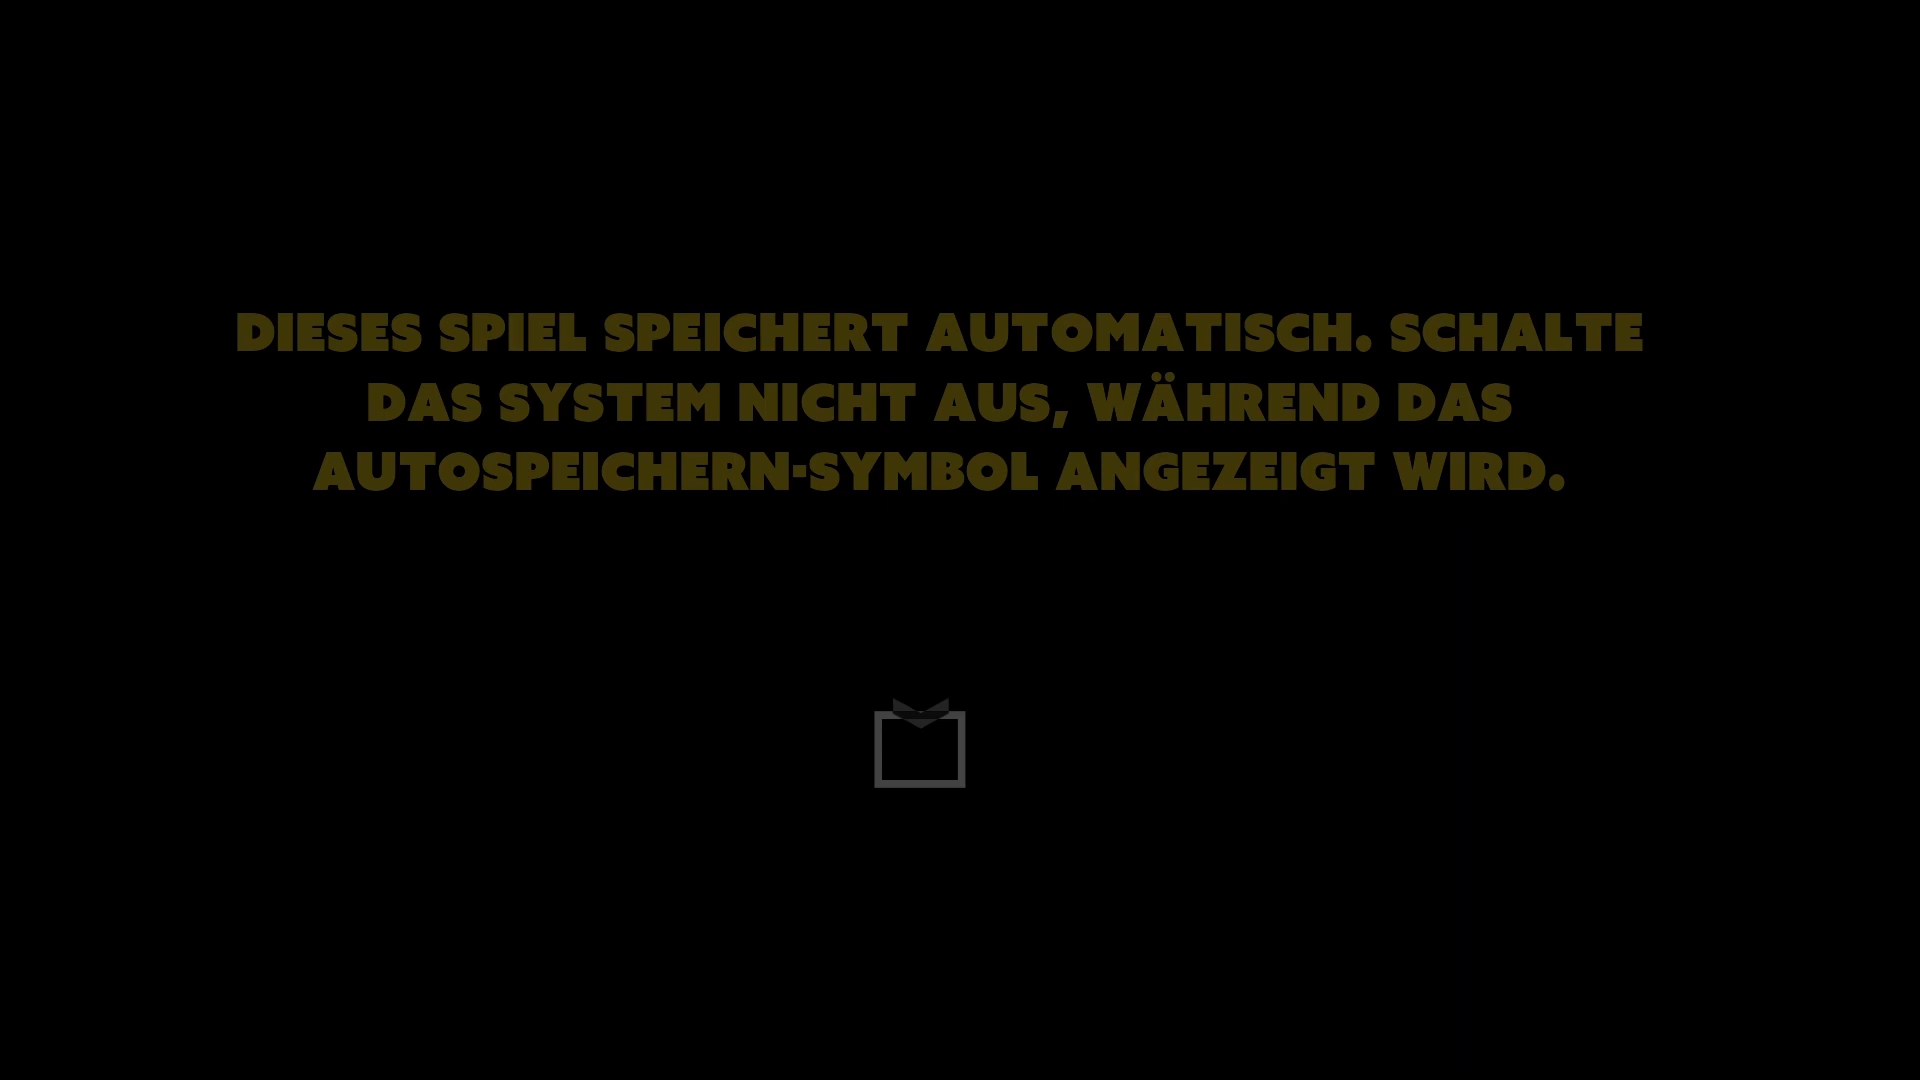 DIESES SPIEL SPEICHERT AUTOMATISCH. SCHALTE
DAS SYSTEM NICHT AUS, WÄHREND DAS
AUTOSPEICHERN-SYMBOL ANGEZEIGT WIRD.